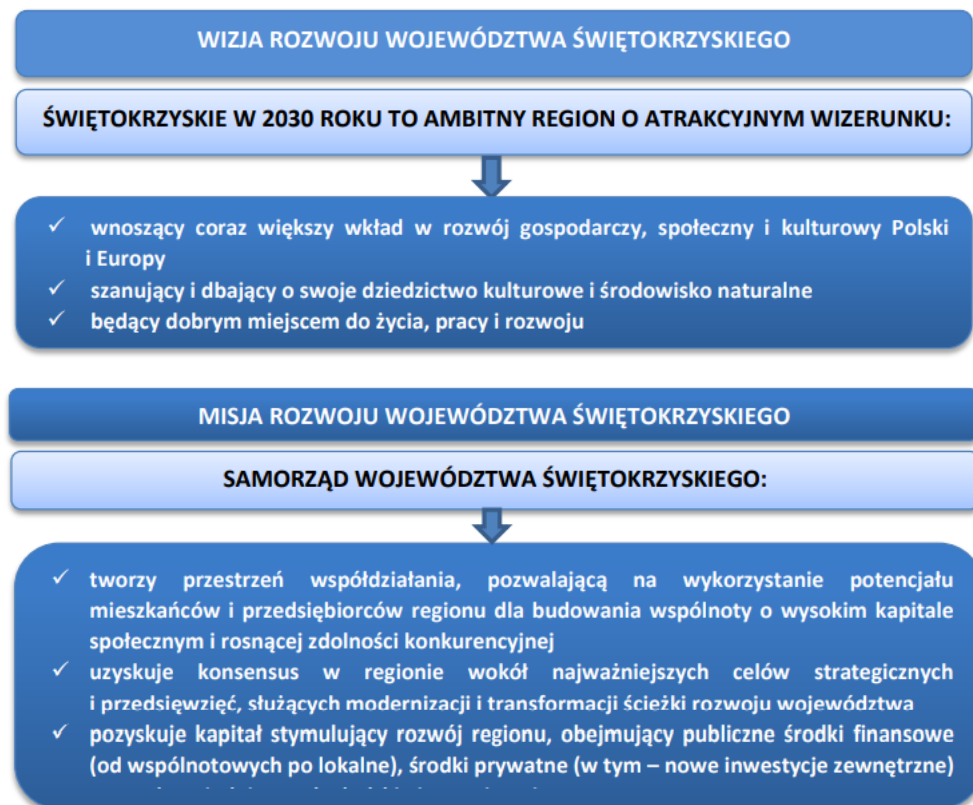 WIZJA ROZWOJU WOJEWÓDZTWA ŚWIĘTOKRZYSKIEGO
ŚWIĘTOKRZYSKIE W 2030 ROKU TO AMBITNY REGION O ATRAKCYJNYM WIZERUNKU:
✓ wnoszący coraz większy wkład w rozwój gospodarczy, społeczny i kulturowy Polski
i Europy
✓ szanujący i dbający o swoje dziedzictwo kulturowe i środowisko naturalne
✓ będący dobrym miejscem do życia, pracy i rozwoju
MISJA ROZWOJU WOJEWÓDZTWA ŚWIĘTOKRZYSKIEGO
SAMORZĄD WOJEWÓDZTWA ŚWIĘTOKRZYSKIEGO:
✓ tworzy przestrzeń współdziałania, pozwalającą na wykorzystanie potencjału
mieszkańców i przedsiębiorców regionu dla budowania wspólnoty o wysokim kapitale
społecznym i rosnącej zdolności konkurencyjnej
✓ uzyskuje konsensus w regionie wokół najważniejszych celów strategicznych
i przedsięwzięć, służących modernizacji i transformacji ścieżki rozwoju województwa
✓ pozyskuje kapitał stymulujący rozwój regionu, obejmujący publiczne środki finansowe
(od wspólnotowych po lokalne), środki prywatne (w tym – nowe inwestycje zewnętrzne)